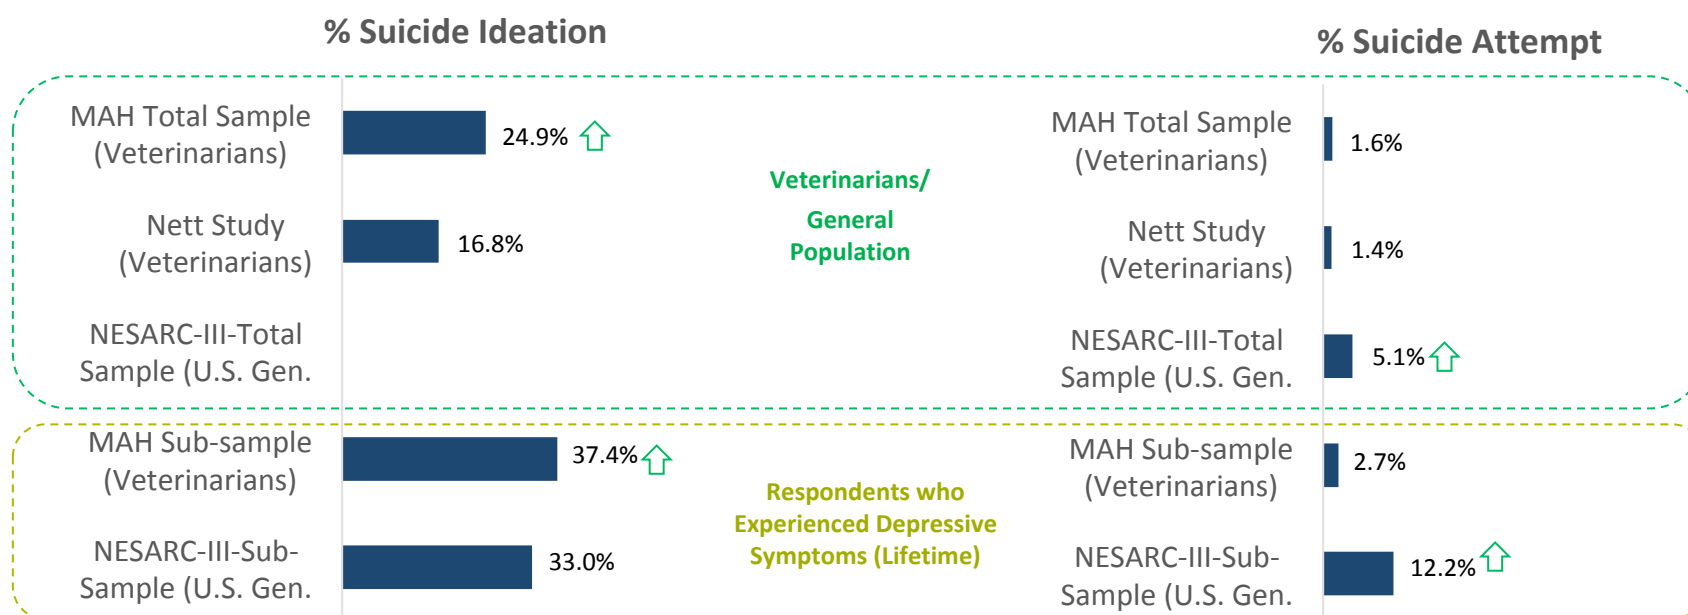 % Suicide Ideation
MAH Total Sample
(Veterinarians)
24.9%
Nett Study
(Veterinarians)
16.8%
NESARC-III-Total
Sample (U.S. Gen.
MAH Sub-sample
(Veterinarians)
37.4%
NESARC-III-Sub-
Sample (U.S. Gen.
33.0%
Veterinarians/
General
Population
Respondents who
Experienced Depressive
Symptoms (Lifetime)
% Suicide Attempt
MAH Total Sample
(Veterinarians)
1.6%
Nett Study
(Veterinarians)
1.4%
NESARC-III-Total
Sample (U.S. Gen.
5.1%
MAH Sub-sample
(Veterinarians)
2.7%
NESARC-III-Sub-
Sample (U.S. Gen.
12.2%